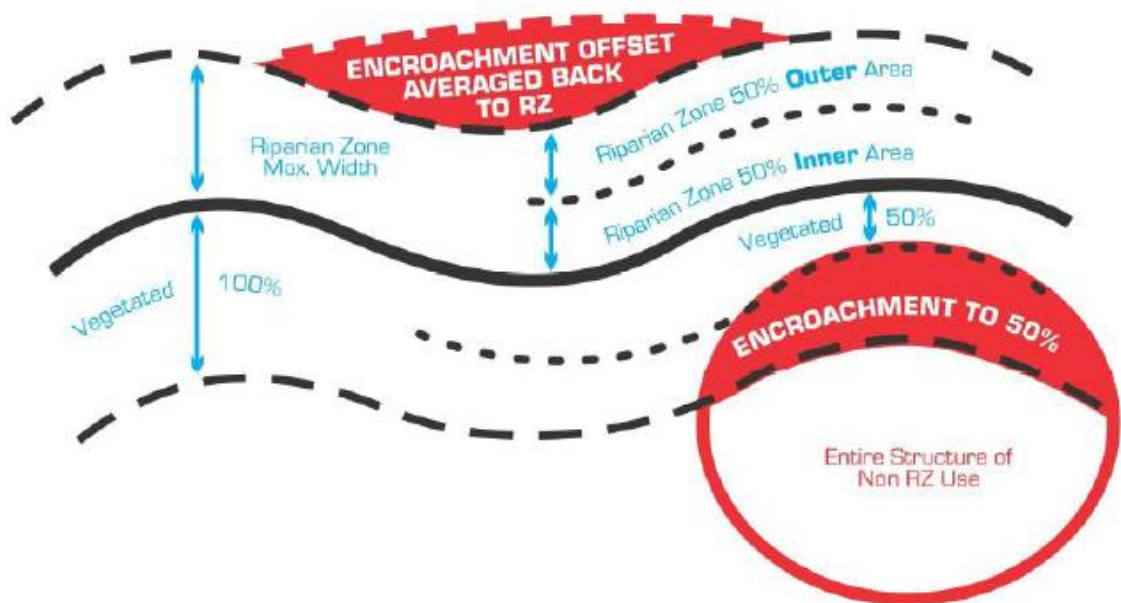 ENCROACHMENT OFFSET
AVERAGED BACK
TO RZ
Riparian Zone 50% Outer Area
Riparian Zone
Max. Width
Riparian Zone 50% Inner Area
Vegetated 50%
Vegetated 100%
ENCROACHMENT TO 50%
Entire Structure of
Non RZ Use